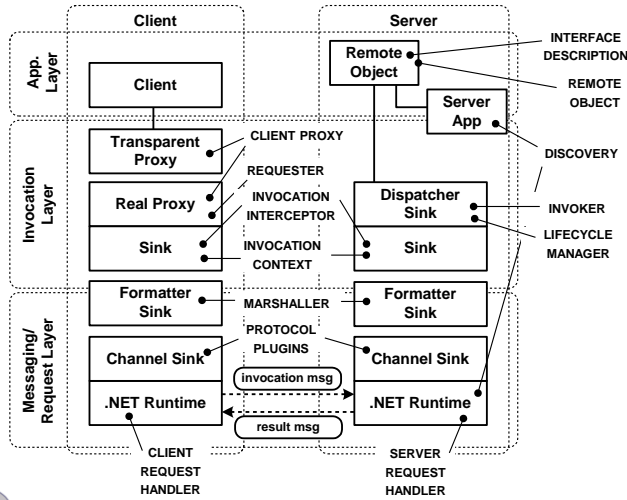 Client
Server
App.
Layer
Client
Remote
Object
INTERFACE
DESCRIPTION
REMOTE
OBJECT
Server
App
DISCOVERY
Invocation
Layer
Transparent
Proxy
CLIENT PROXY
REQUESTER
Real Proxy
INVOCATION
INTERCEPTOR
Dispatcher
Sink
INVOKER
LIFECYCLE
MANAGER
Sink
INVOCATION
CONTEXT
Sink
Messaging/
Request Layer
Formatter
Sink
MARSHALLER
Formatter
Sink
PROTOCOL
PLUGINS
Channel Sink
Channel Sink
invocation msg
.NET Runtime
.NET Runtime
result msg
CLIENT
REQUEST
HANDLER
SERVER
REQUEST
HANDLER